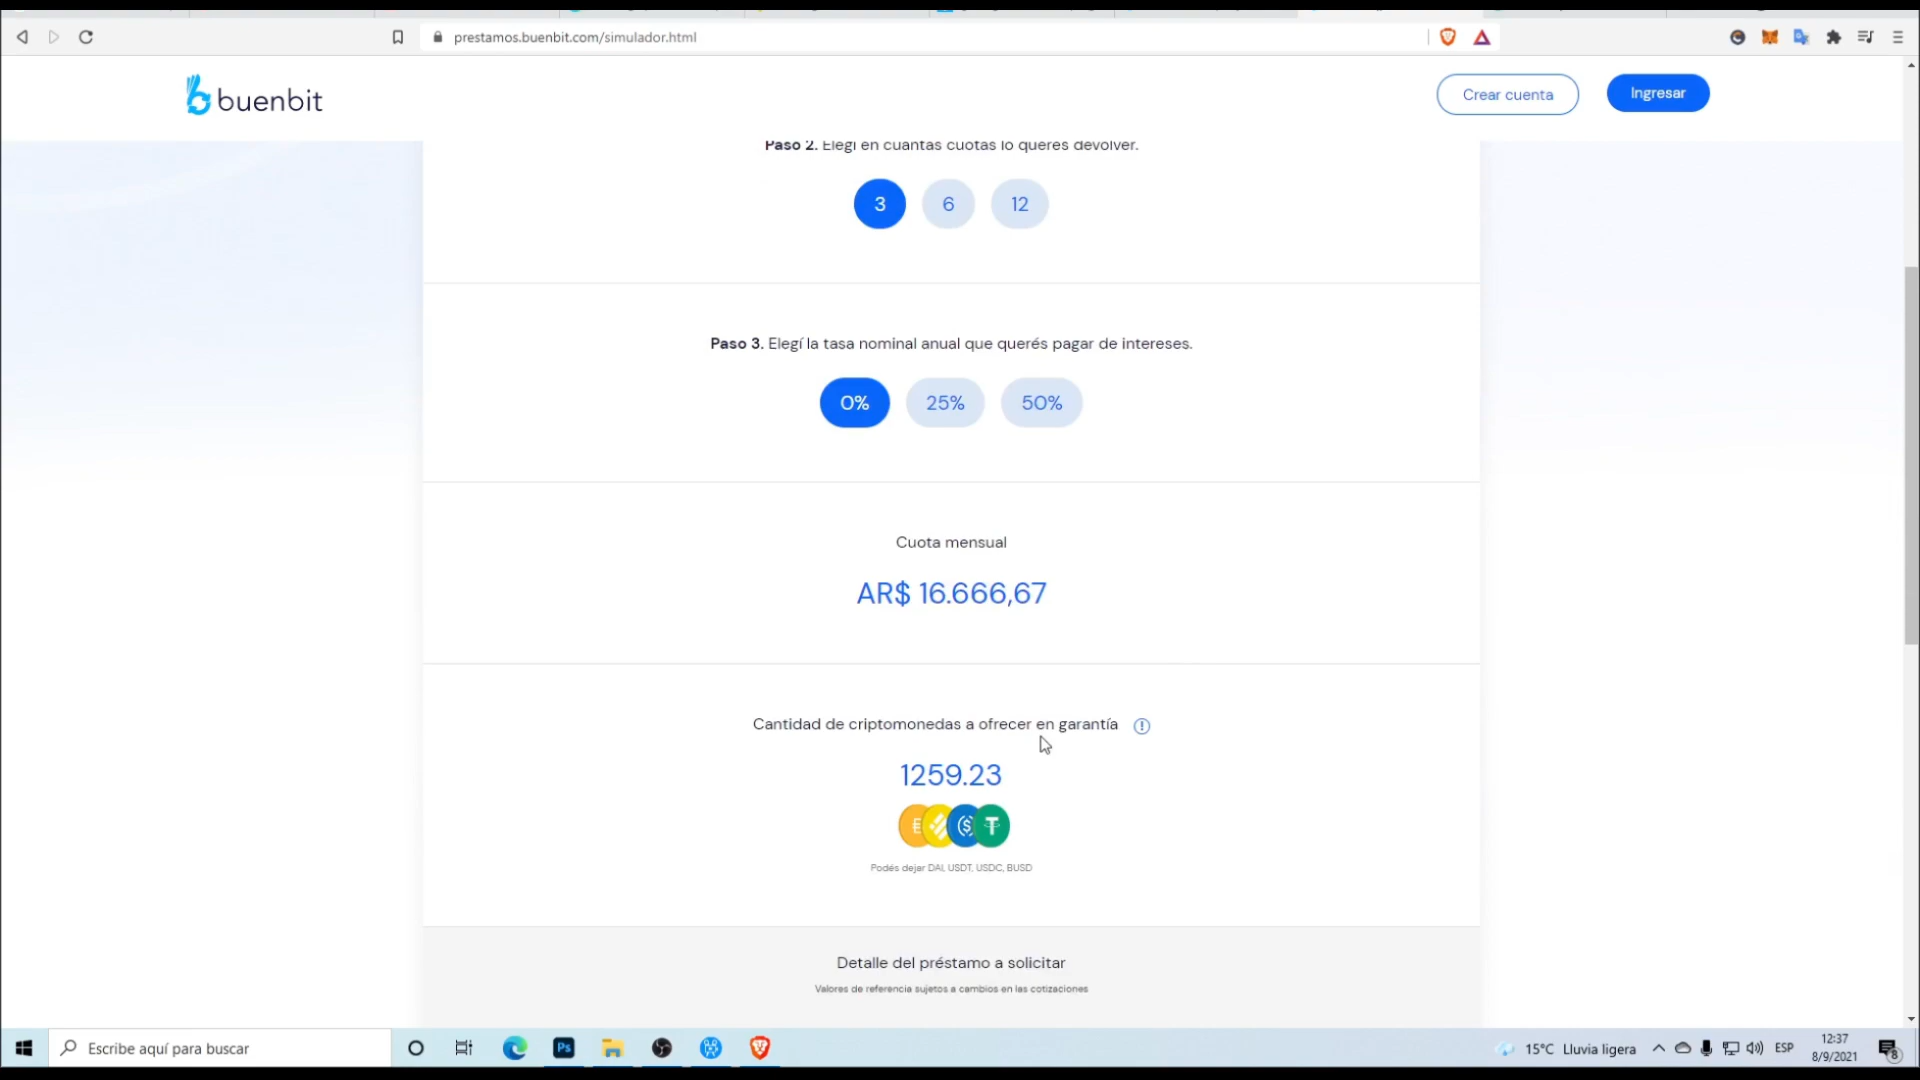 prestamos.buenbit.com/simulador.html
buenbit
Crear cuenta
Ingresar
Paso 2. Elegí en cuántas cuotas lo querés devolver.
3 6 12
Paso 3. Elegí la tasa nominal anual que querés pagar de intereses.
0% 25% 50%
Cuota mensual
AR$ 16.666,67
Cantidad de criptomonedas a ofrecer en garantía
1259.23
Podés dejar DAI, USDT, USDC, BUSD
Detalle del préstamo a solicitar
Valores de referencia sujetos a cambios en las cotizaciones
Escribe aquí para buscar
Ps
15°C Lluvia ligera
ESP
12:37
8/9/2021
8